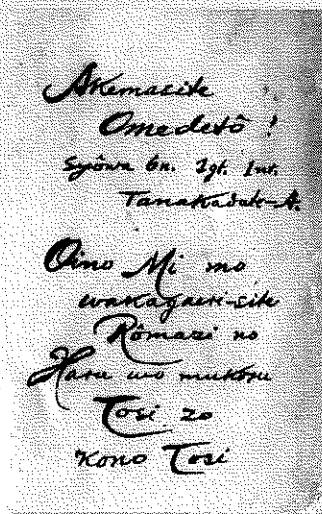 Akemasite
Omedetô !
Syôwa 6n. 1gt. 1nt.
Tanakadate-A.
Oino Mi mo
wakagaeri-site
Rômazi no
Haru wo mukôru
Tosi zo
Kono Tosi